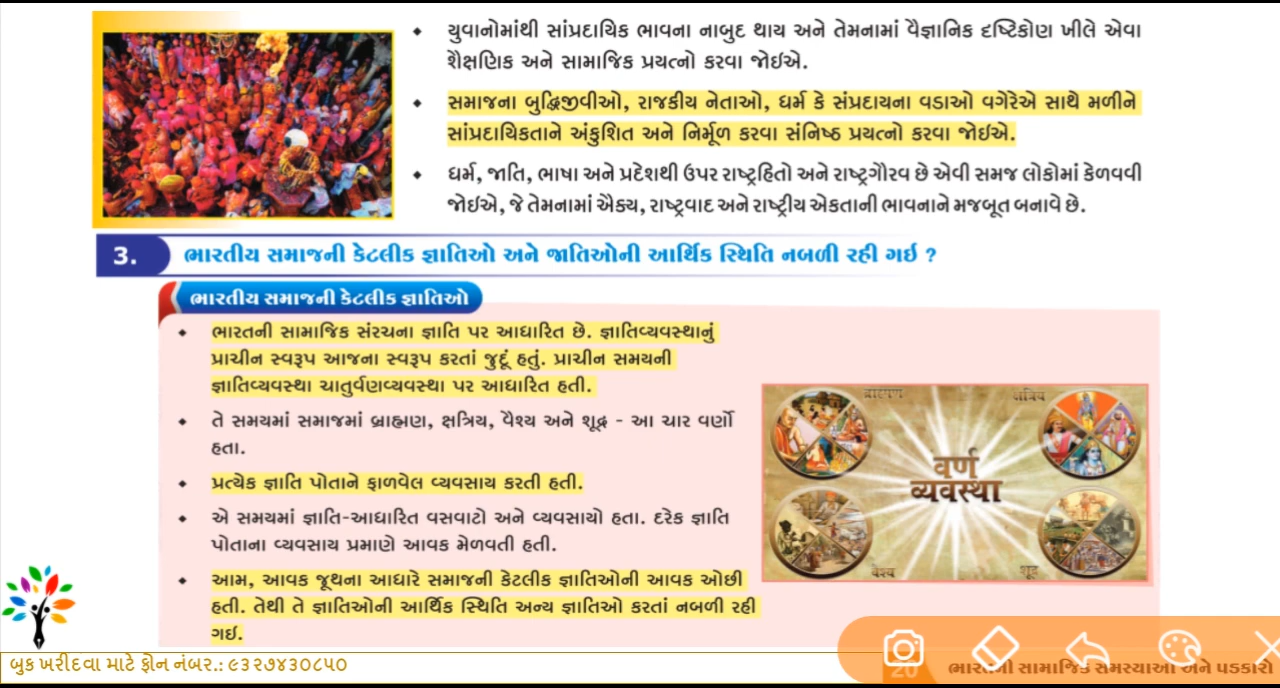 • યુવાનોમાંથી સાંપ્રદાયિક ભાવના નાબુદ થાય અને તેમનામાં વૈજ્ઞાનિક દૃષ્ટિકોણ ખીલે એવા
શૈક્ષણિક અને સામાજિક પ્રયત્નો કરવા જોઈએ.
• સમાજના બુદ્ધિજીવીઓ, રાજકીય નેતાઓ, ધર્મ કે સંપ્રદાયના વડાઓ વગેરેએ સાથે મળીને
સાંપ્રદાયિકતાને અંકુશિત અને નિર્મૂળ કરવા સંનિષ્ઠ પ્રયત્નો કરવા જોઈએ.
• ધર્મ, જાતિ, ભાષા અને પ્રદેશથી ઉપર રાષ્ટ્રહિતો અને રાષ્ટ્રગૌરવ છે એવી સમજ લોકોમાં કેળવવી
જોઈએ, જે તેમનામાં ઐક્ય, રાષ્ટ્રવાદ અને રાષ્ટ્રીય એકતાની ભાવનાને મજબૂત બનાવે છે.
3. ભારતીય સમાજની કેટલીક જ્ઞાતિઓ અને જાતિઓની આર્થિક સ્થિતિ નબળી રહી ગઇ ?
ભારતીય સમાજની કેટલીક જ્ઞાતિઓ
• ભારતની સામાજિક સંરચના જ્ઞાતિ પર આધારિત છે. જ્ઞાતિવ્યવસ્થાનું
પ્રાચીન સ્વરૂપ આજના સ્વરૂપ કરતાં જુદૂં હતું. પ્રાચીન સમયની
જ્ઞાતિવ્યવસ્થા ચાતુર્વણવ્યવસ્થા પર આધારિત હતી.
• તે સમયમાં સમાજમાં બ્રાહ્મણ, ક્ષત્રિય, વૈશ્ય અને શૂદ્ર - આ ચાર વર્ણો
હતા.
• પ્રત્યેક જ્ઞાતિ પોતાને ફાળવેલ વ્યવસાય કરતી હતી.
• એ સમયમાં જ્ઞાતિ-આધારિત વસવાટો અને વ્યવસાયો હતા. દરેક જ્ઞાતિ
પોતાના વ્યવસાય પ્રમાણે આવક મેળવતી હતી.
• આમ, આવક જૂથના આધારે સમાજની કેટલીક જ્ઞાતિઓની આવક ઓછી
હતી. તેથી તે જ્ઞાતિઓની આર્થિક સ્થિતિ અન્ય જ્ઞાતિઓ કરતાં નબળી રહી
ગઈ.
ब्राह्मण
क्षत्रिय
वर्ण
व्यवस्था
वैश्य
शूद्र
બુક ખરીદવા માટે ફોન નંબર.: ૯૩૨૭૪૩૦૮૫૦
20
ભારતની સામાજિક સમસ્યાઓ અને પડકારો